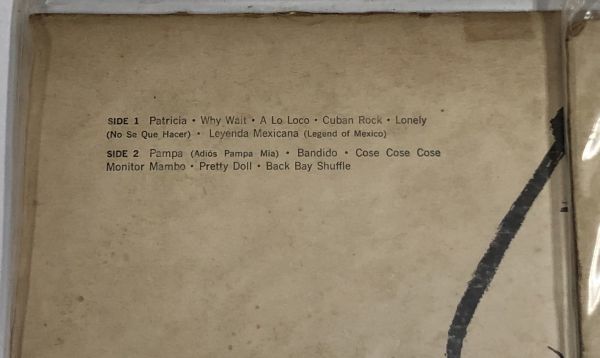 SIDE 1 Patricia • Why Wait • A Lo Loco • Cuban Rock • Lonely
(No Se Que Hacer) • Leyenda Mexicana (Legend of Mexico)
SIDE 2 Pampa (Adiós Pampa Mia) • Bandido • Cose Cose Cose
Monitor Mambo • Pretty Doll • Back Bay Shuffle